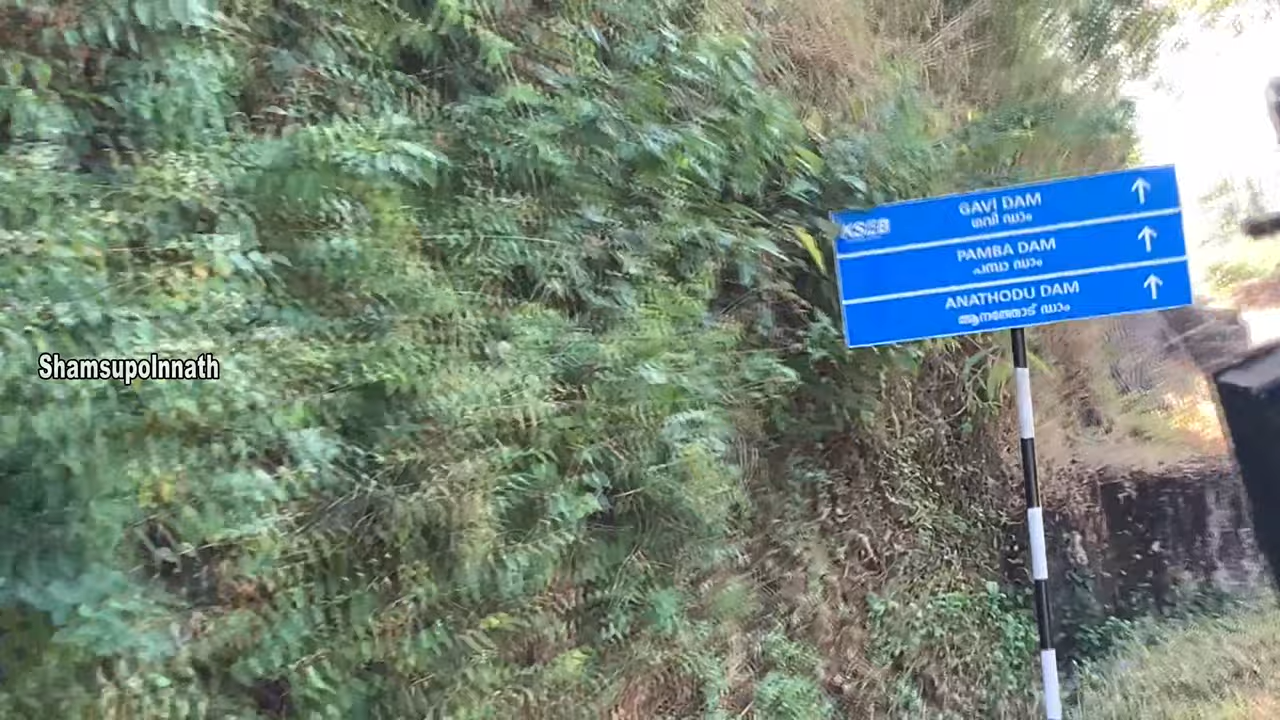 KSEB
GAVI DAM
ഗവി ഡാം
PAMBA DAM
പമ്പാ ഡാം
ANATHODU DAM
ആനത്തോട് ഡാം
Shamsupolnnath